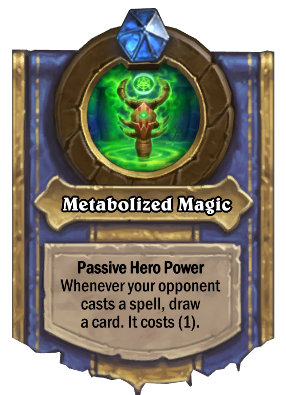 Metabolized Magic
Passive Hero Power
Whenever your opponent
casts a spell, draw
a card. It costs (1).